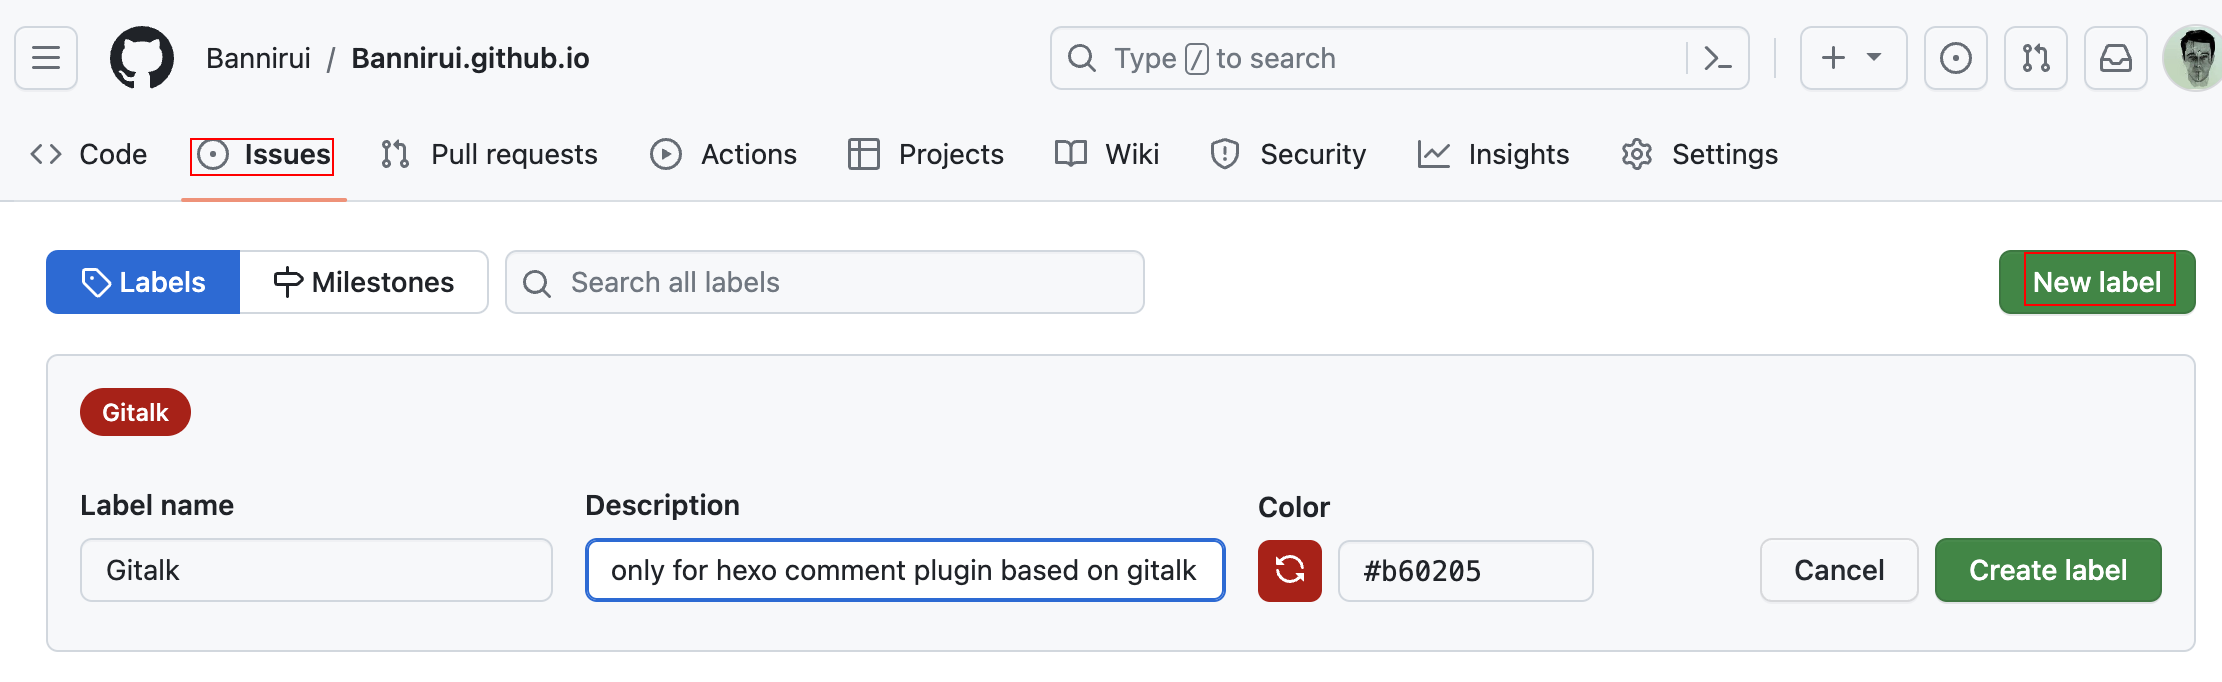 Bannirui / Bannirui.github.io
Type / to search
Code Issues Pull requests Actions Projects Wiki Security Insights Settings
Labels Milestones Search all labels New label
Gitalk
Label name Description Color
Gitalk only for hexo comment plugin based on gitalk #b60205 Cancel Create label